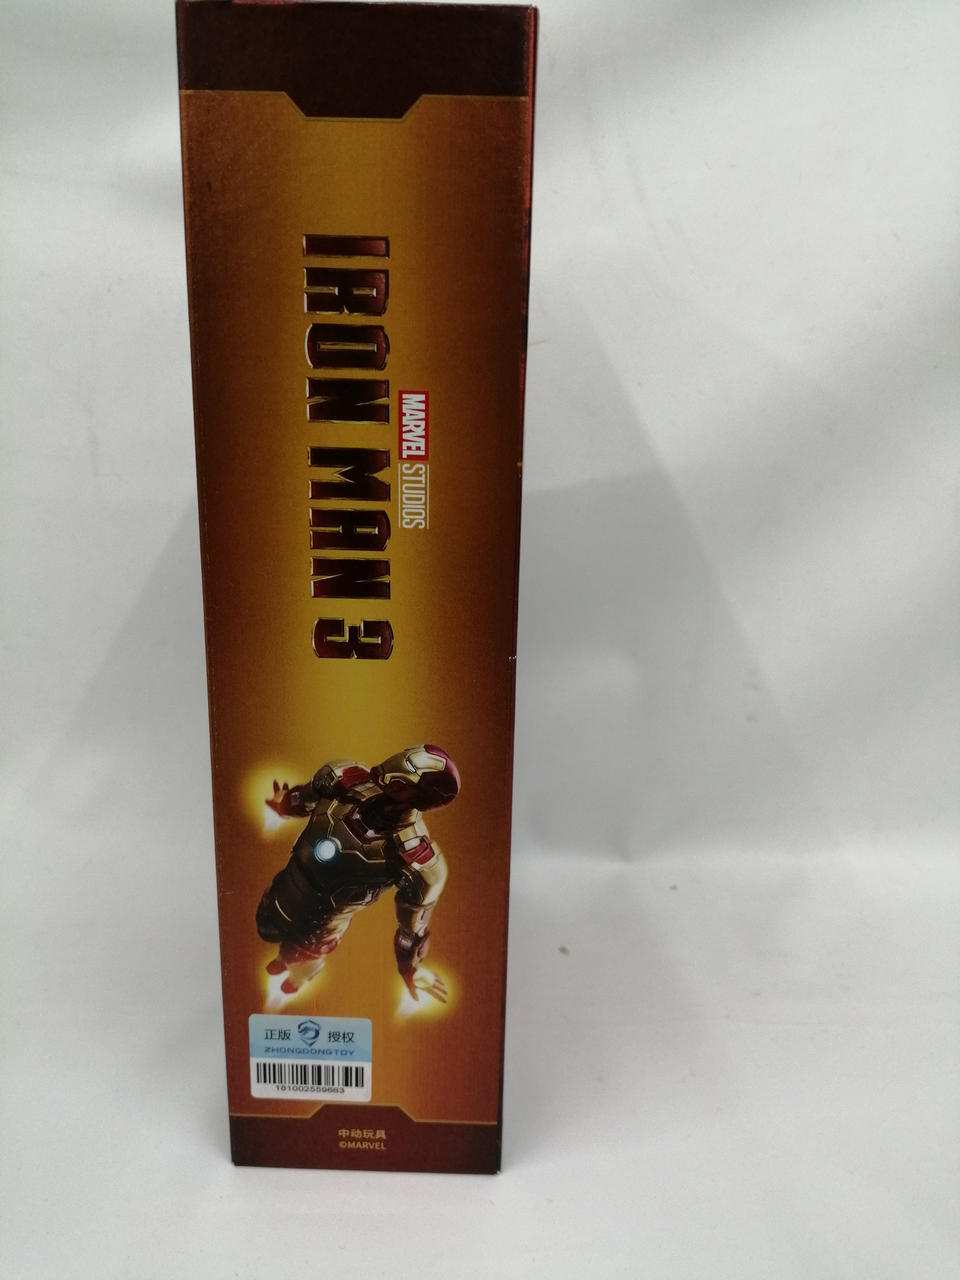 MARVEL STUDIOS
IRON MAN 3
正版 授权
ZHONGDONGTOY
181002559663
中动玩具
©MARVEL